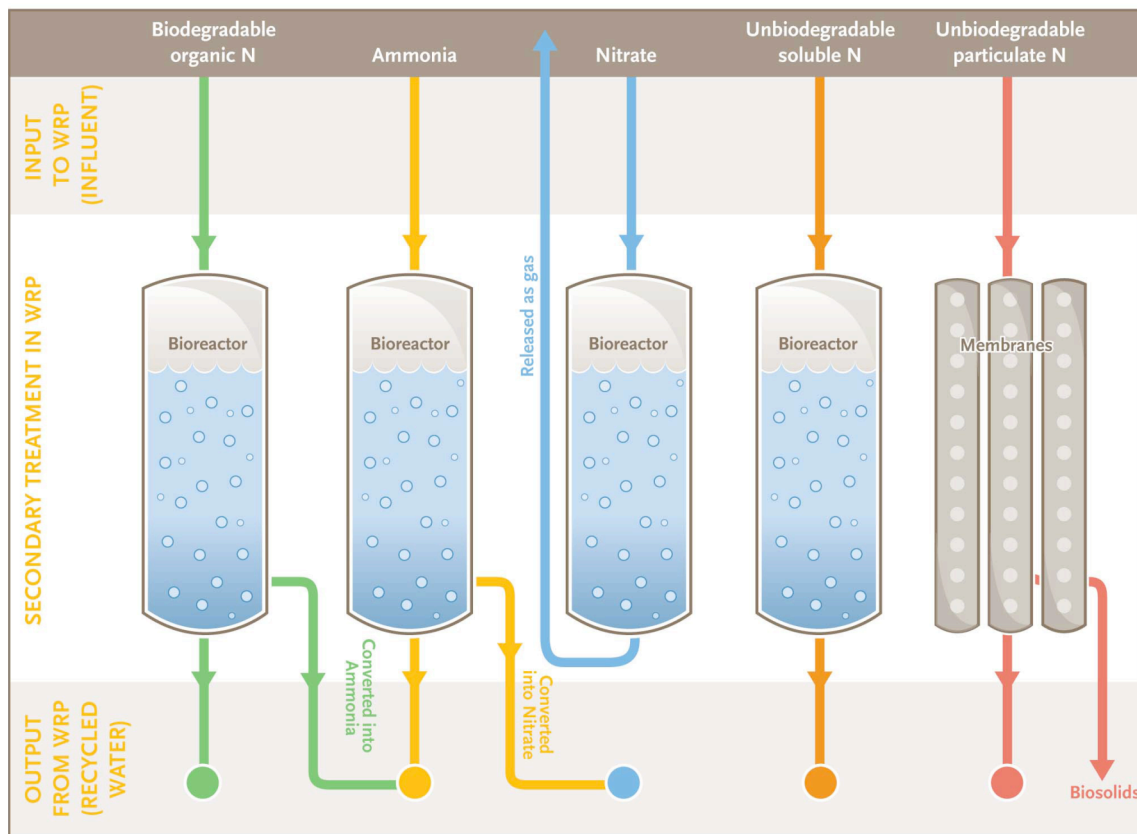 Biodegradable
organic N
Ammonia
Nitrate
Unbiodegradable
soluble N
Unbiodegradable
particulate N
INPUT
TO WRP
(INFLUENT)
SECONDARY TREATMENT IN WRP
Bioreactor
Bioreactor
Released as gas
Bioreactor
Bioreactor
Membranes
OUTPUT
FROM WRP
(RECYCLED
WATER)
Converted into
Ammonia
Converted
into Nitrate
Biosolids